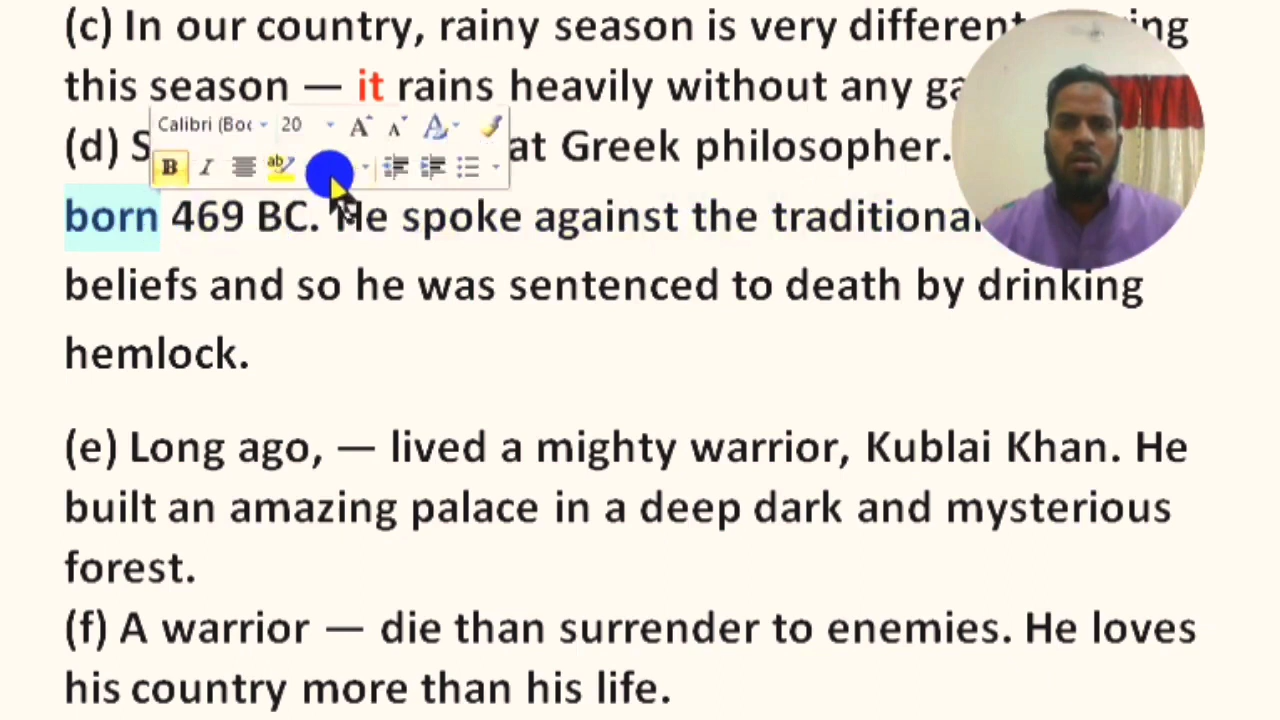 (c) In our country, rainy season is very different
this season — it rains heavily without any
(d) at Greek philosopher.
born 469 BC. He spoke against the traditional
beliefs and so he was sentenced to death by drinking
hemlock.
(e) Long ago, — lived a mighty warrior, Kublai Khan. He
built an amazing palace in a deep dark and mysterious
forest.
(f) A warrior — die than surrender to enemies. He loves
his country more than his life.
Calibri (Boc 20
B I ab